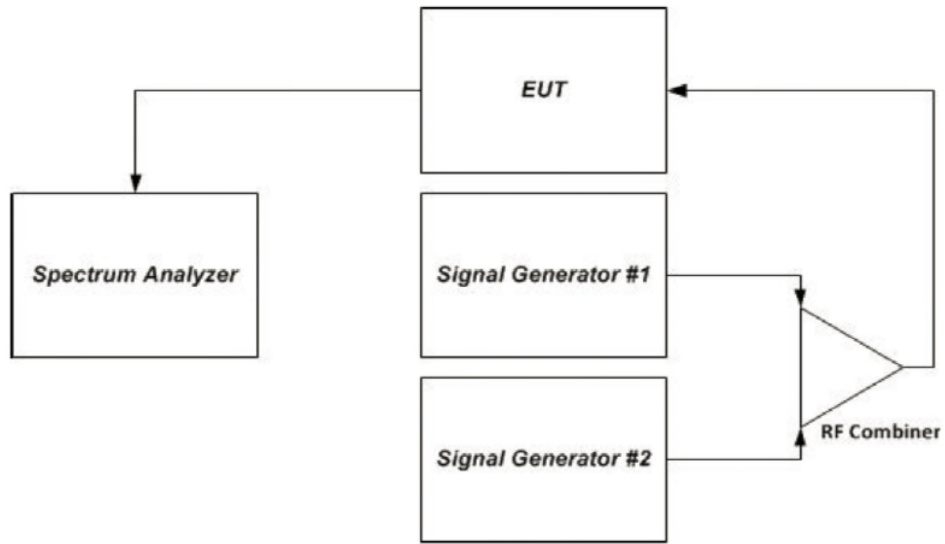 EUT
Spectrum Analyzer
Signal Generator #1
RF Combiner
Signal Generator #2